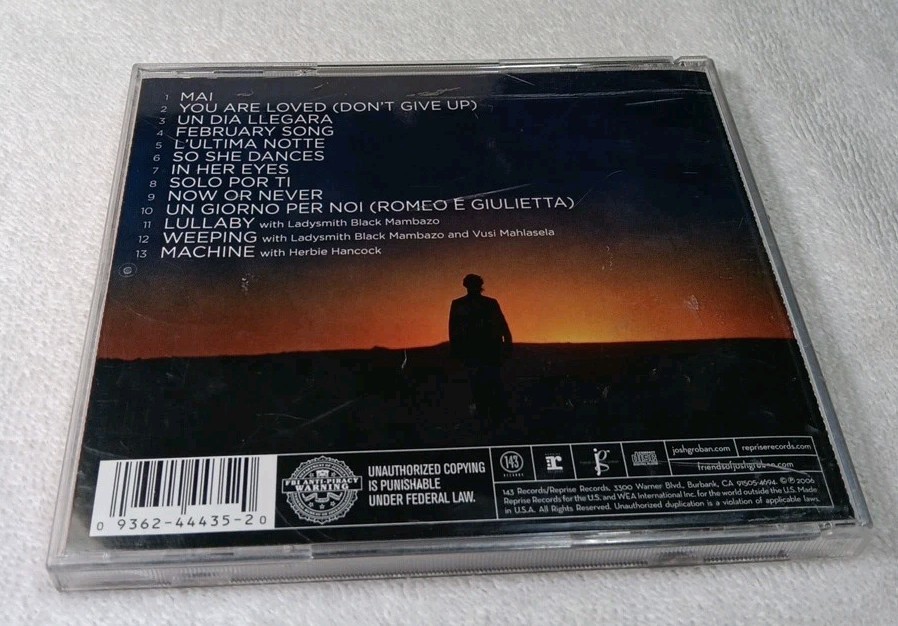 1 MAI
2 YOU ARE LOVED (DON'T GIVE UP)
3 UN DIA LLEGARA
4 FEBRUARY SONG
5 L'ULTIMA NOTTE
6 SO SHE DANCES
7 IN HER EYES
8 SOLO POR TI
9 NOW OR NEVER
10 UN GIORNO PER NOI (ROMEO E GIULIETTA)
11 LULLABY with Ladysmith Black Mambazo
12 WEEPING with Ladysmith Black Mambazo and Vusi Mahlasela
13 MACHINE with Herbie Hancock
0 9362-44435-2 0
FBI ANTI-PIRACY
WARNING
UNAUTHORIZED COPYING
IS PUNISHABLE
UNDER FEDERAL LAW.
143
RECORDS
r
jg
joshgroban.com
repriserecords.com
friendsofjoshgroban.com
143 Records/Reprise Records, 3300 Warner Blvd., Burbank, CA 91505-4694. ©℗ 2006
Reprise Records for the U.S. and WEA International Inc. for the world outside the U.S. Made
in U.S.A. All Rights Reserved. Unauthorized duplication is a violation of applicable laws.